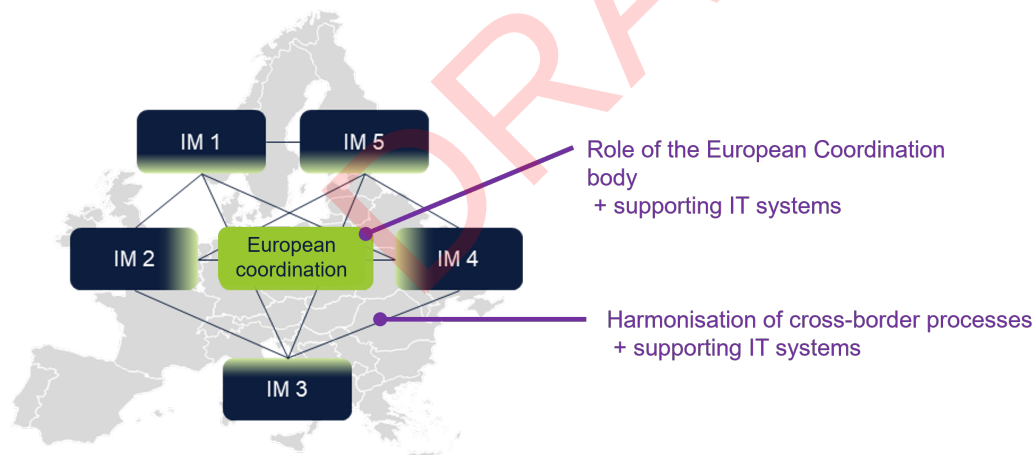 IM 1
IM 5
Role of the European Coordination
body
+ supporting IT systems
IM 2
European
coordination
IM 4
Harmonisation of cross-border processes
+ supporting IT systems
IM 3
DRA